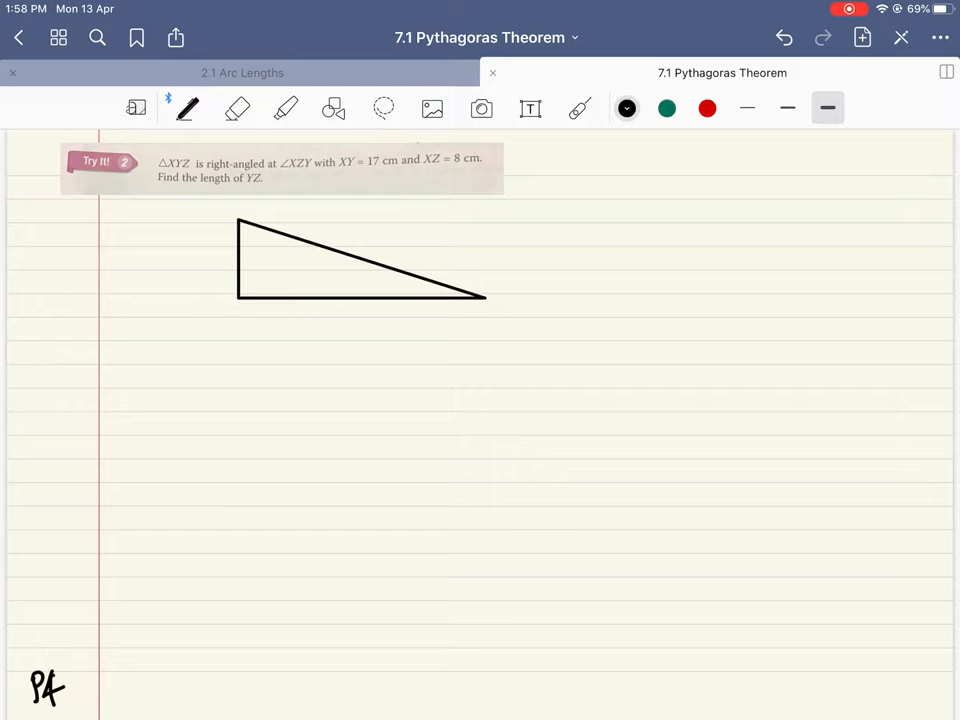 1:58 PM Mon 13 Apr
69%
7.1 Pythagoras Theorem
2.1 Arc Lengths
7.1 Pythagoras Theorem
Try It! 2
△XYZ is right-angled at ∠XZY with XY = 17 cm and XZ = 8 cm.
Find the length of YZ.
P4